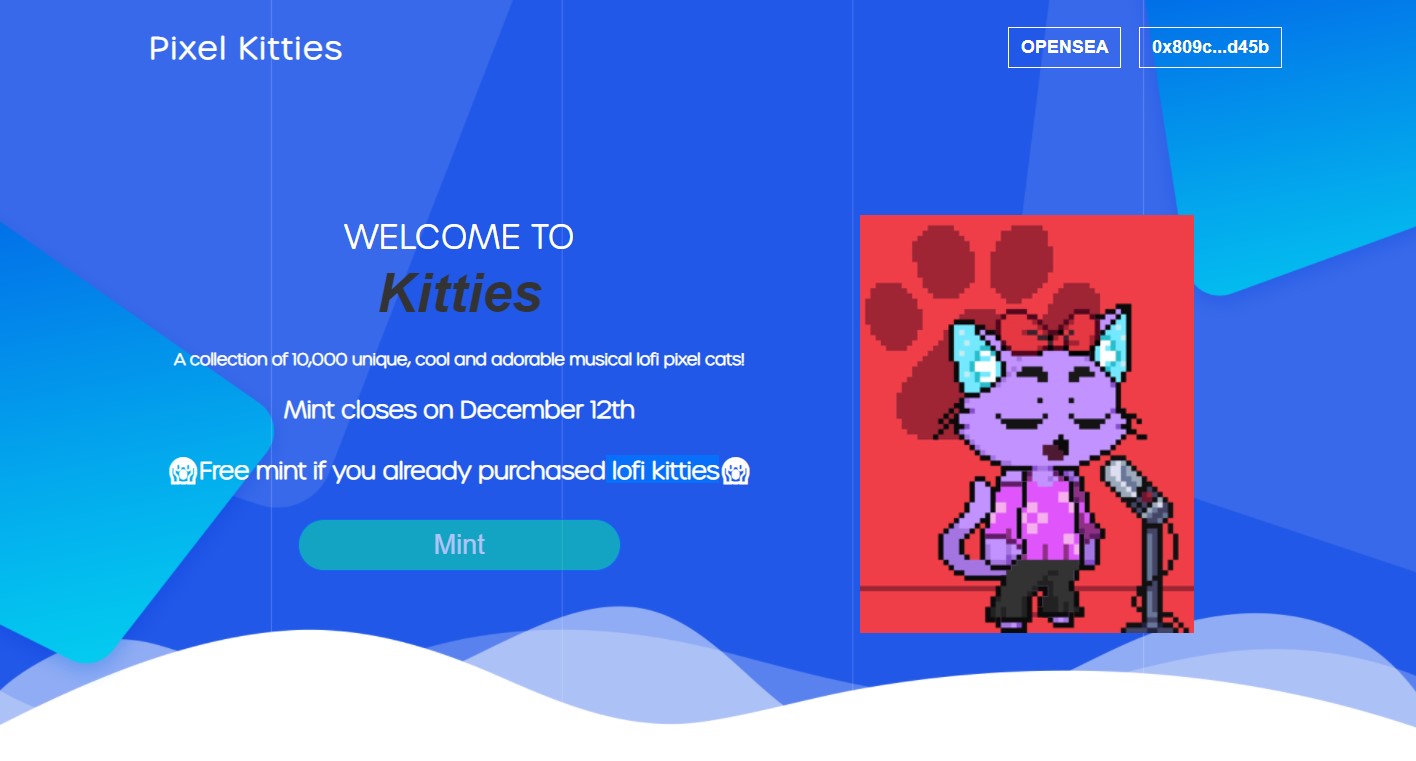 Pixel Kitties
OPENSEA
0x809c...d45b
WELCOME TO
Kitties
A collection of 10,000 unique, cool and adorable musical lofi pixel cats!
Mint closes on December 12th
😱Free mint if you already purchased lofi kitties😱
Mint